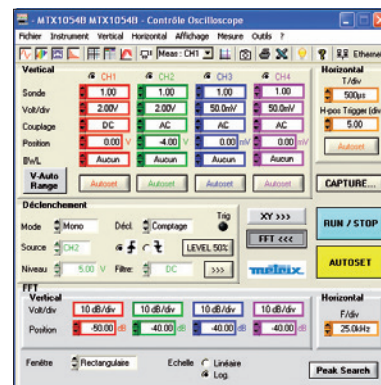 - MTX1054B MTX1054B - Contrôle Oscilloscope
Fichier Instrument Vertical Horizontal Affichage Mesure Outils ?
Meas : CH1 Etherne
Vertical CH1 CH2 CH3 CH4
Sonde 1.00 1.00 1.00 1.00
Volt/div 2.00V 2.00V 50.0mV 50.0mV
Couplage DC AC AC AC
Position 0.00 V -4.00 V 0.00 mV 0.00 mV
BWL Aucun Aucun Aucun Aucun
V-Auto Range Autoset Autoset Autoset Autoset
Horizontal
T/div
500µs
H-pos Trigger (div
5.00
Autoset
CAPTURE...
Déclenchement
Mode Mono Décl. Comptage Trig
Source CH2 LEVEL 50%
Niveau 5.00 V Filtre: DC >>>
XY >>>
FFT <<<
metrix
RUN / STOP
AUTOSET
FFT
Vertical
Volt/div 10 dB/div 10 dB/div 10 dB/div 10 dB/div
Position -50.00 dB -40.00 dB -40.00 dB -40.00 dB
Horizontal
F/div
25.0kHz
Fenêtre Rectangulaire Echelle Linéaire
Log.
Peak Search